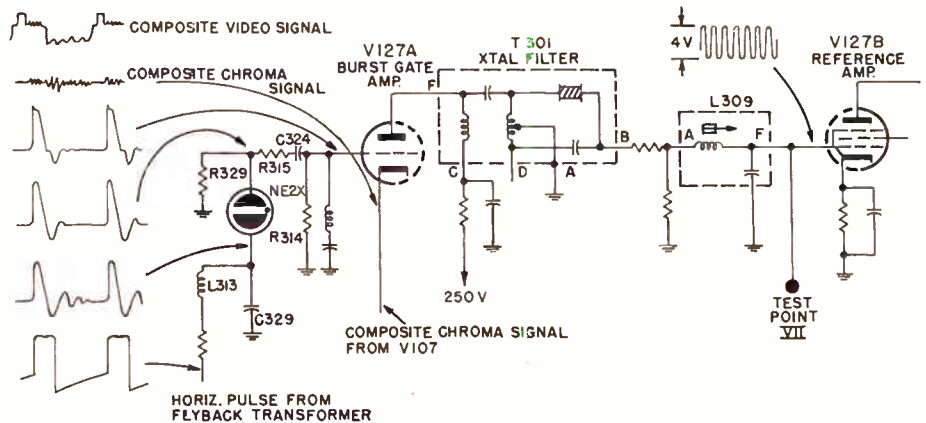 COMPOSITE VIDEO SIGNAL
COMPOSITE CHROMA
SIGNAL
V127A
BURST GATE
AMP.
T 301
XTAL FILTER
4V
V127B
REFERENCE
AMP.
F
L309
A
F
B
C324
R329
R315
NE2X
R314
C
D
A
L313
C329
250 V
TEST
POINT
VII
COMPOSITE CHROMA SIGNAL
FROM V107
HORIZ. PULSE FROM
FLYBACK TRANSFORMER